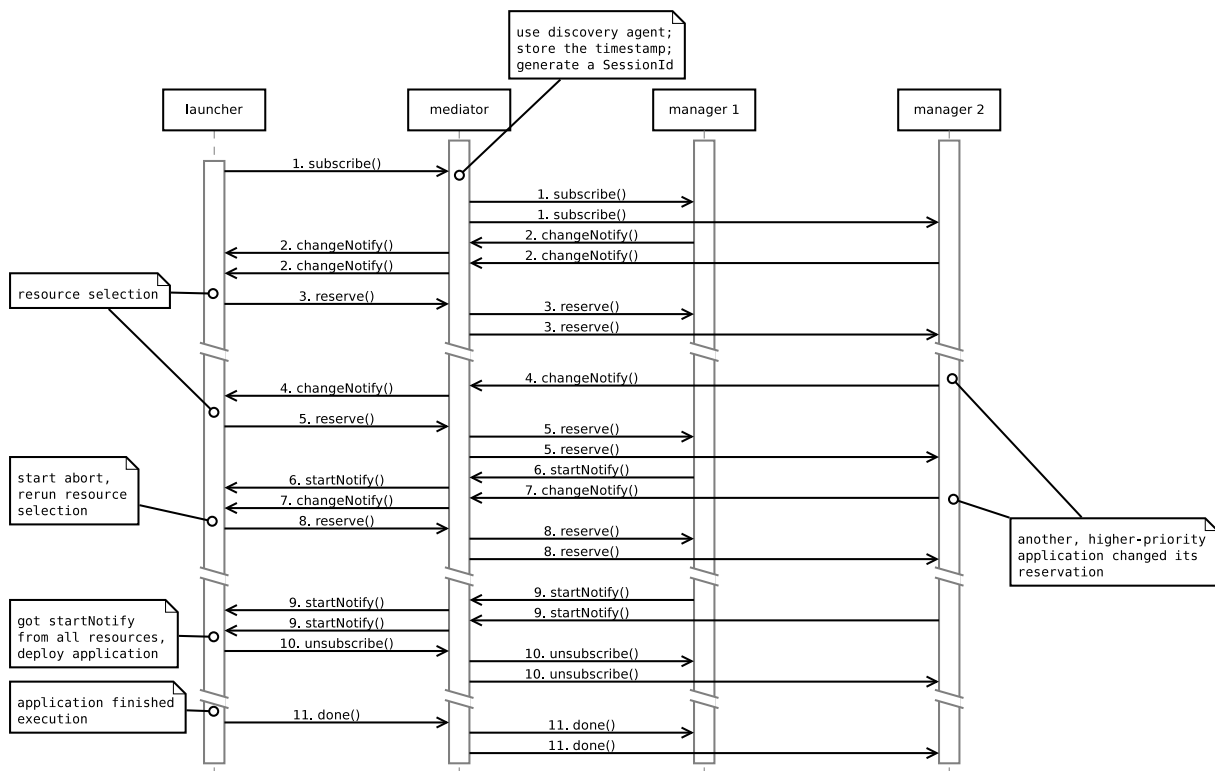 use discovery agent;
store the timestamp;
generate a SessionId
launcher
mediator
manager 1
manager 2
1. subscribe()
1. subscribe()
1. subscribe()
2. changeNotify()
2. changeNotify()
2. changeNotify()
2. changeNotify()
resource selection
3. reserve()
3. reserve()
3. reserve()
4. changeNotify()
4. changeNotify()
5. reserve()
5. reserve()
5. reserve()
start abort,
rerun resource
selection
6. startNotify()
6. startNotify()
7. changeNotify()
7. changeNotify()
8. reserve()
8. reserve()
8. reserve()
another, higher-priority
application changed its
reservation
9. startNotify()
9. startNotify()
9. startNotify()
9. startNotify()
got startNotify
from all resources,
deploy application
10. unsubscribe()
10. unsubscribe()
10. unsubscribe()
application finished
execution
11. done()
11. done()
11. done()